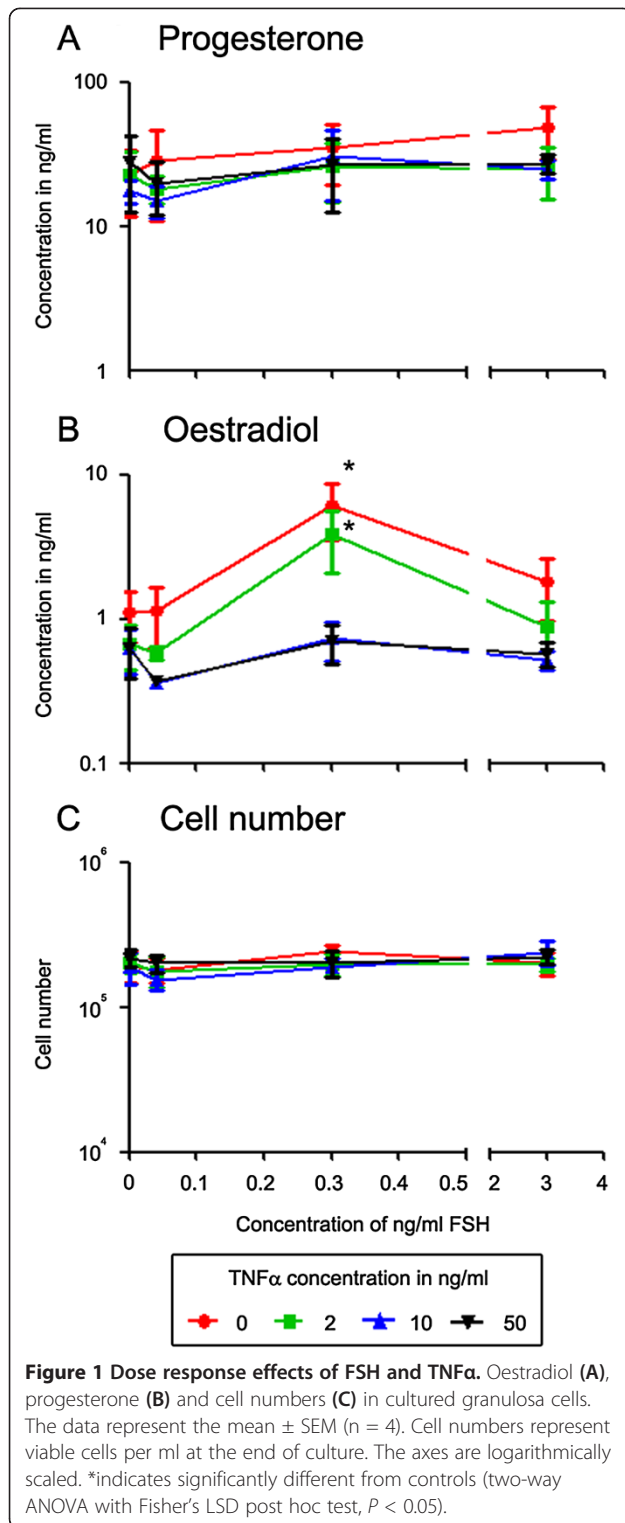 A Progesterone
100
10
1
Concentration in ng/ml
B Oestradiol
10
1
0.1
Concentration in ng/ml
*
*
C Cell number
10⁶
10⁵
10⁴
Cell number
0 0.1 0.2 0.3 0.4 0.5 2 3 4
Concentration of ng/ml FSH
TNFα concentration in ng/ml
0 2 10 50
Figure 1 Dose response effects of FSH and TNFα. Oestradiol (A),
progesterone (B) and cell numbers (C) in cultured granulosa cells.
The data represent the mean ± SEM (n = 4). Cell numbers represent
viable cells per ml at the end of culture. The axes are logarithmically
scaled. *indicates significantly different from controls (two-way
ANOVA with Fisher's LSD post hoc test, P < 0.05).